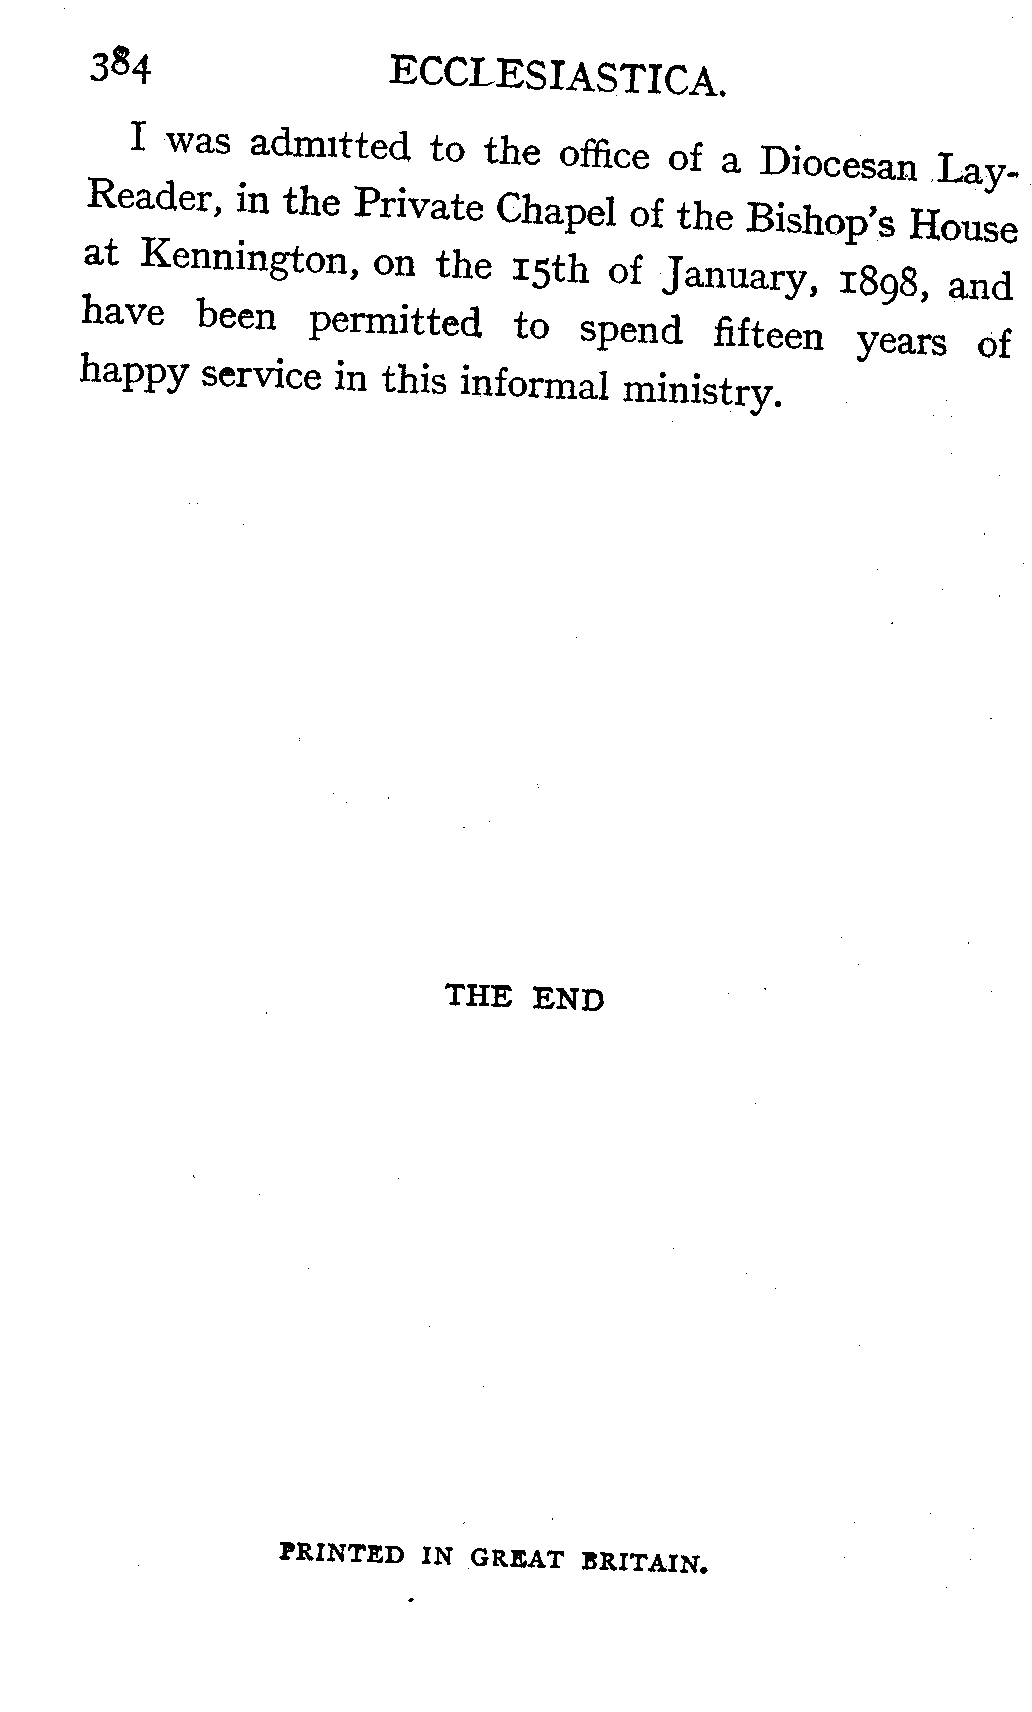 384 ECCLESIASTICA.
I was admitted to the office of a Diocesan Lay-
Reader, in the Private Chapel of the Bishop's House
at Kennington, on the 15th of January, 1898, and
have been permitted to spend fifteen years of
happy service in this informal ministry.
THE END
PRINTED IN GREAT BRITAIN.